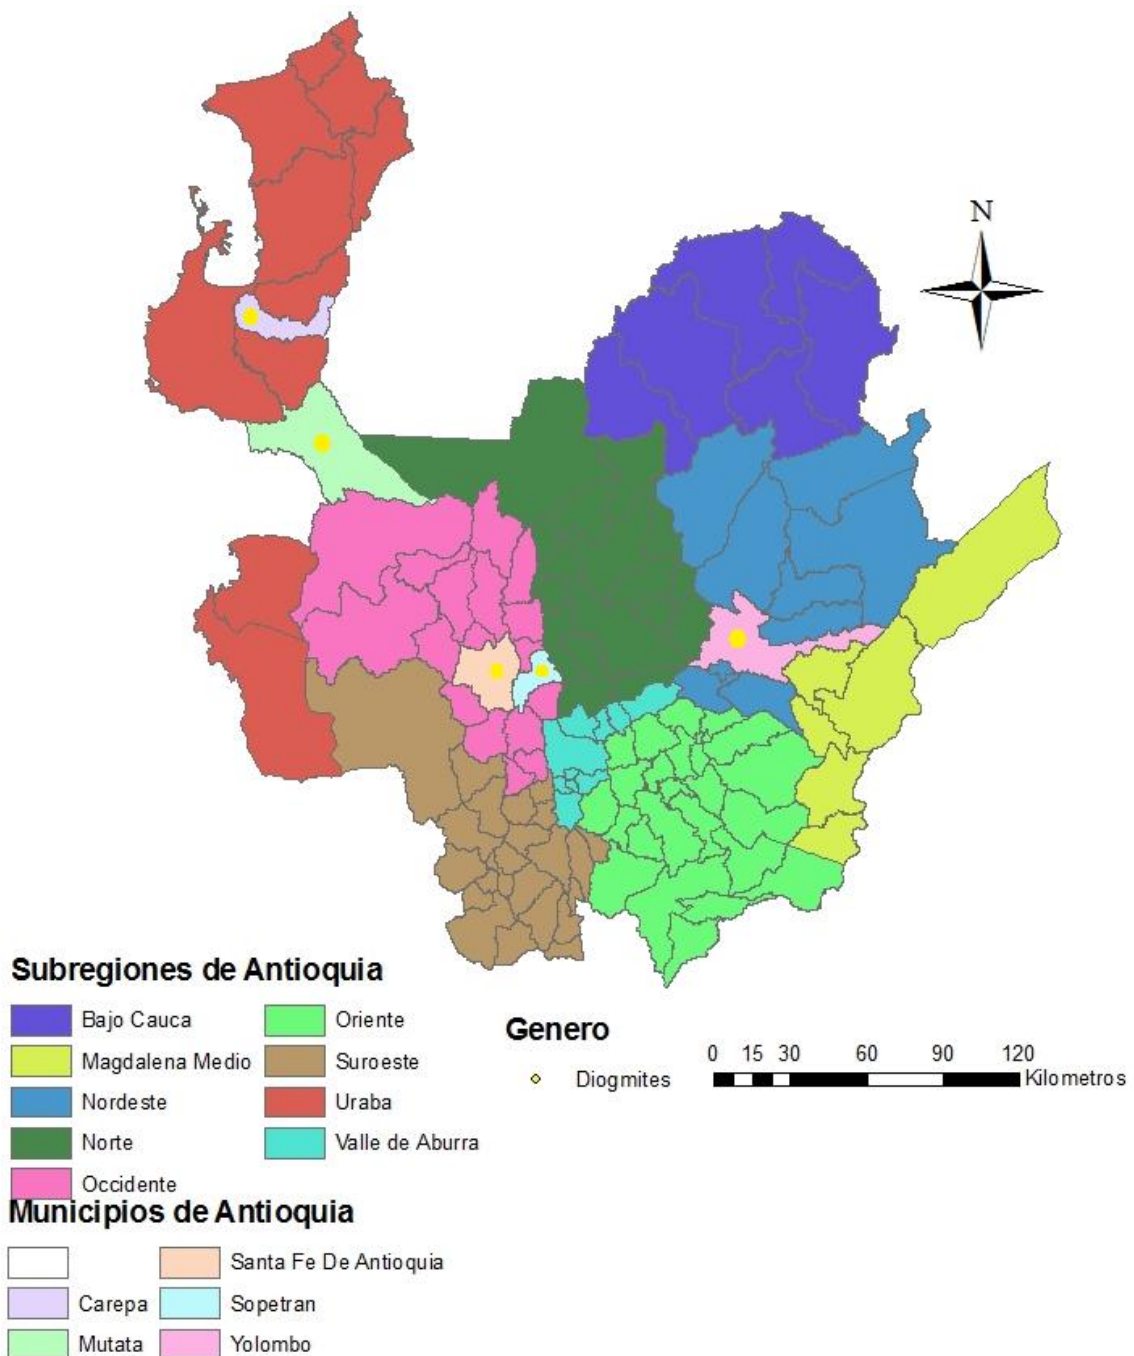 N
Subregiones de Antioquia
Bajo Cauca
Oriente
Magdalena Medio
Suroeste
Nordeste
Uraba
Norte
Valle de Aburra
Occidente
Genero
Diogmites
0 15 30 60 90 120
Kilometros
Municipios de Antioquia
Santa Fe De Antioquia
Carepa
Sopetran
Mutata
Yolombo